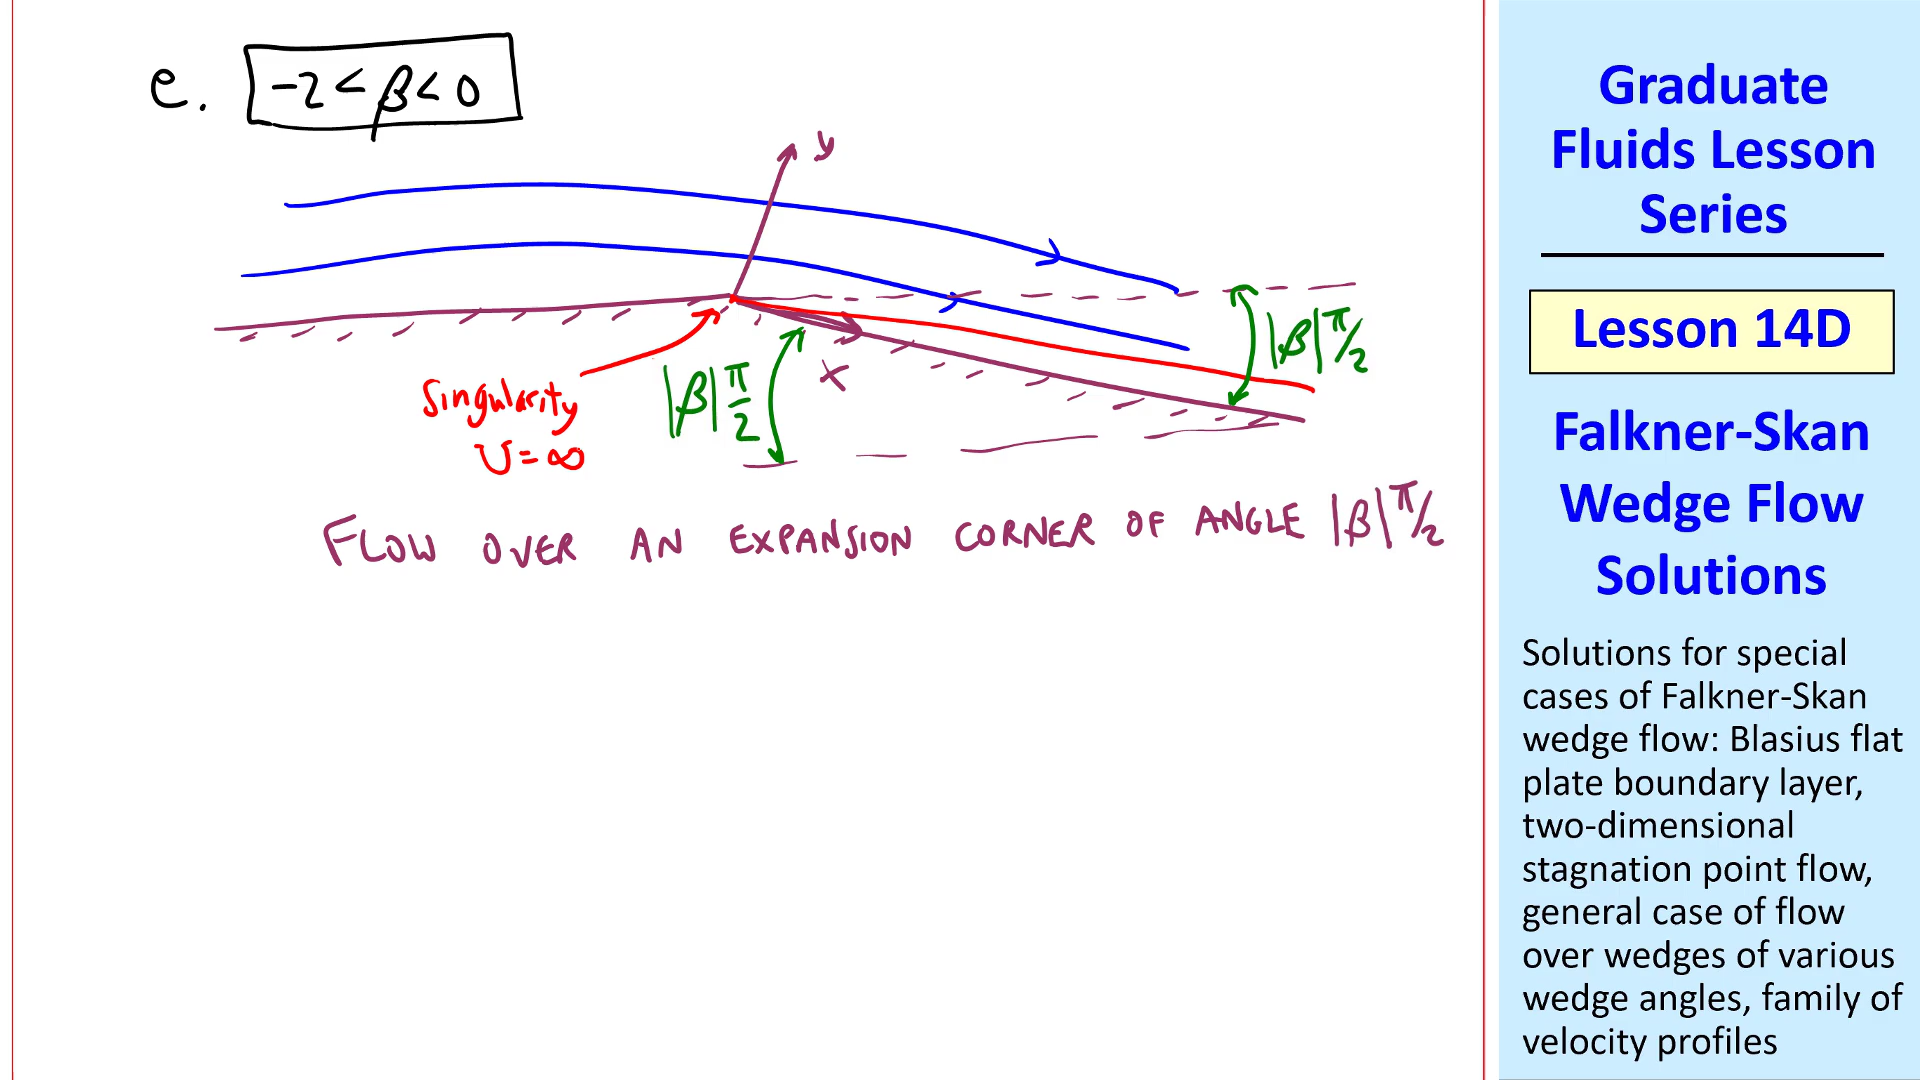 e. -2 < β < 0
y
x
|β| π/2
|β| π/2
Singularity
U = ∞
FLOW OVER AN EXPANSION CORNER OF ANGLE |β| π/2
Graduate
Fluids Lesson
Series
Lesson 14D
Falkner-Skan
Wedge Flow
Solutions
Solutions for special
cases of Falkner-Skan
wedge flow: Blasius flat
plate boundary layer,
two-dimensional
stagnation point flow,
general case of flow
over wedges of various
wedge angles, family of
velocity profiles